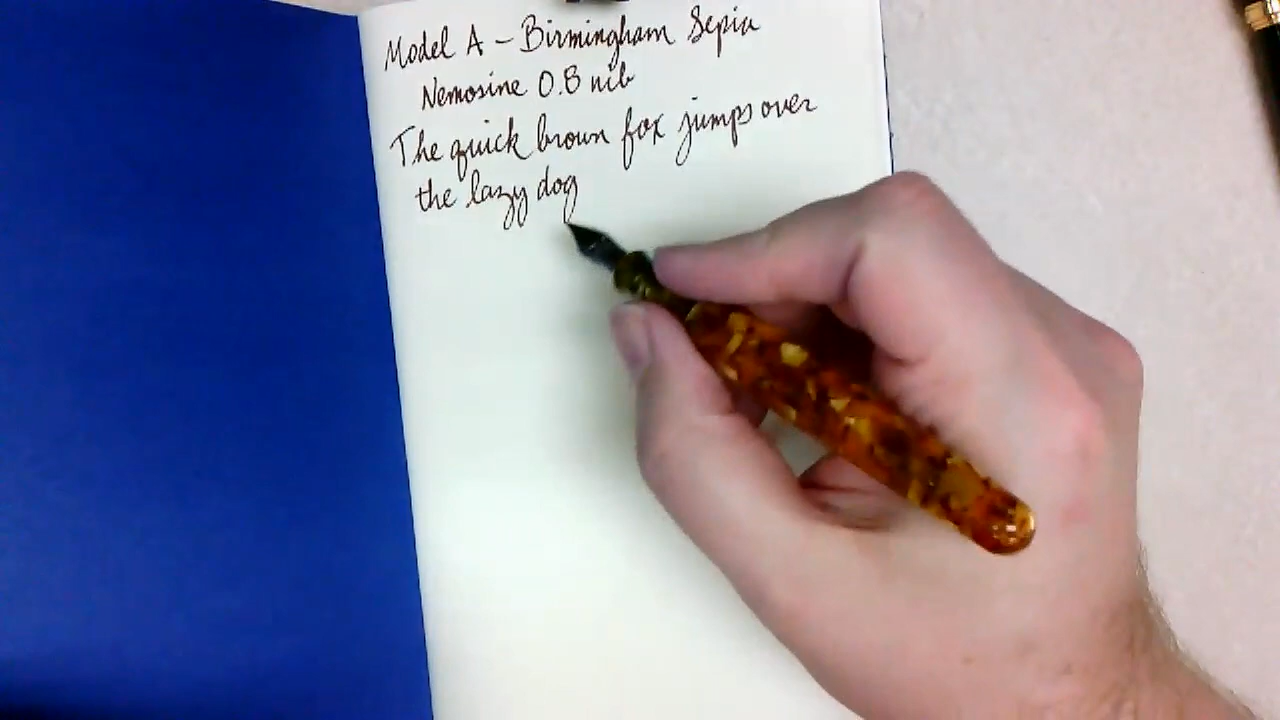 Model A - Birmingham Sepia
Nemosine 0.8 nib
The quick brown fox jumps over
the lazy dog